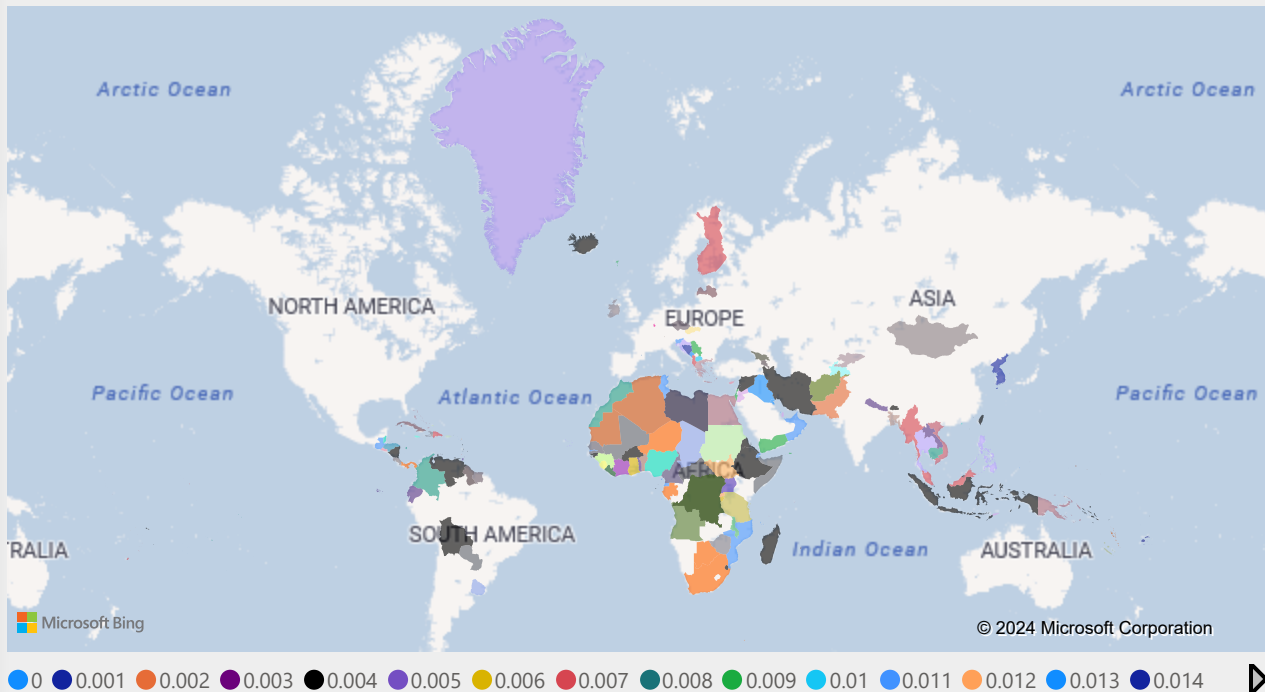 Arctic Ocean
Arctic Ocean
NORTH AMERICA
EUROPE
ASIA
Pacific Ocean
Atlantic Ocean
Pacific Ocean
AFRICA
SOUTH AMERICA
TRALIA
Indian Ocean
AUSTRALIA
Microsoft Bing
© 2024 Microsoft Corporation
0 0.001 0.002 0.003 0.004 0.005 0.006 0.007 0.008 0.009 0.01 0.011 0.012 0.013 0.014